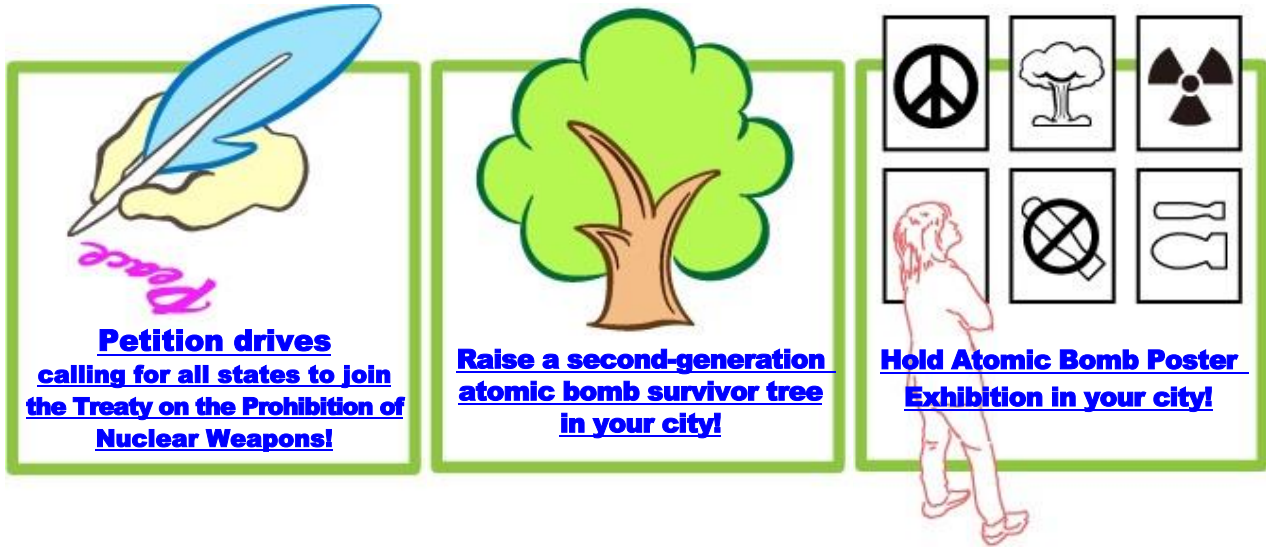 Peace
Petition drives
calling for all states to join
the Treaty on the Prohibition of
Nuclear Weapons!
Raise a second-generation
atomic bomb survivor tree
in your city!
Hold Atomic Bomb Poster
Exhibition in your city!